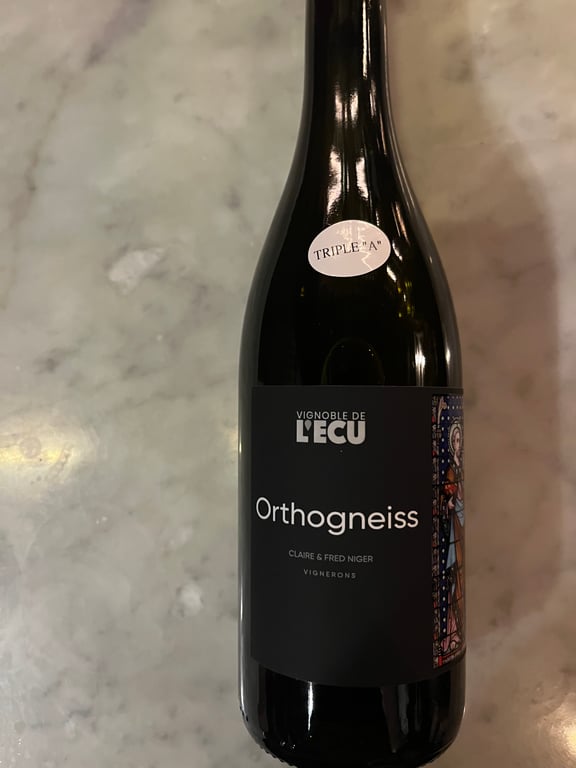 TRIPLE "A"
VIGNOBLE DE
L'ECU
Orthogneiss
CLAIRE & FRED NIGER
VIGNERONS